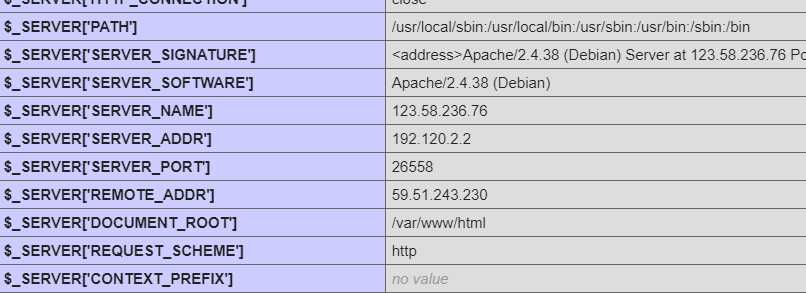 $_SERVER['HTTP_CONNECTION'] close
$_SERVER['PATH'] /usr/local/sbin:/usr/local/bin:/usr/sbin:/usr/bin:/sbin:/bin
$_SERVER['SERVER_SIGNATURE'] <address>Apache/2.4.38 (Debian) Server at 123.58.236.76 Po
$_SERVER['SERVER_SOFTWARE'] Apache/2.4.38 (Debian)
$_SERVER['SERVER_NAME'] 123.58.236.76
$_SERVER['SERVER_ADDR'] 192.120.2.2
$_SERVER['SERVER_PORT'] 26558
$_SERVER['REMOTE_ADDR'] 59.51.243.230
$_SERVER['DOCUMENT_ROOT'] /var/www/html
$_SERVER['REQUEST_SCHEME'] http
$_SERVER['CONTEXT_PREFIX'] no value